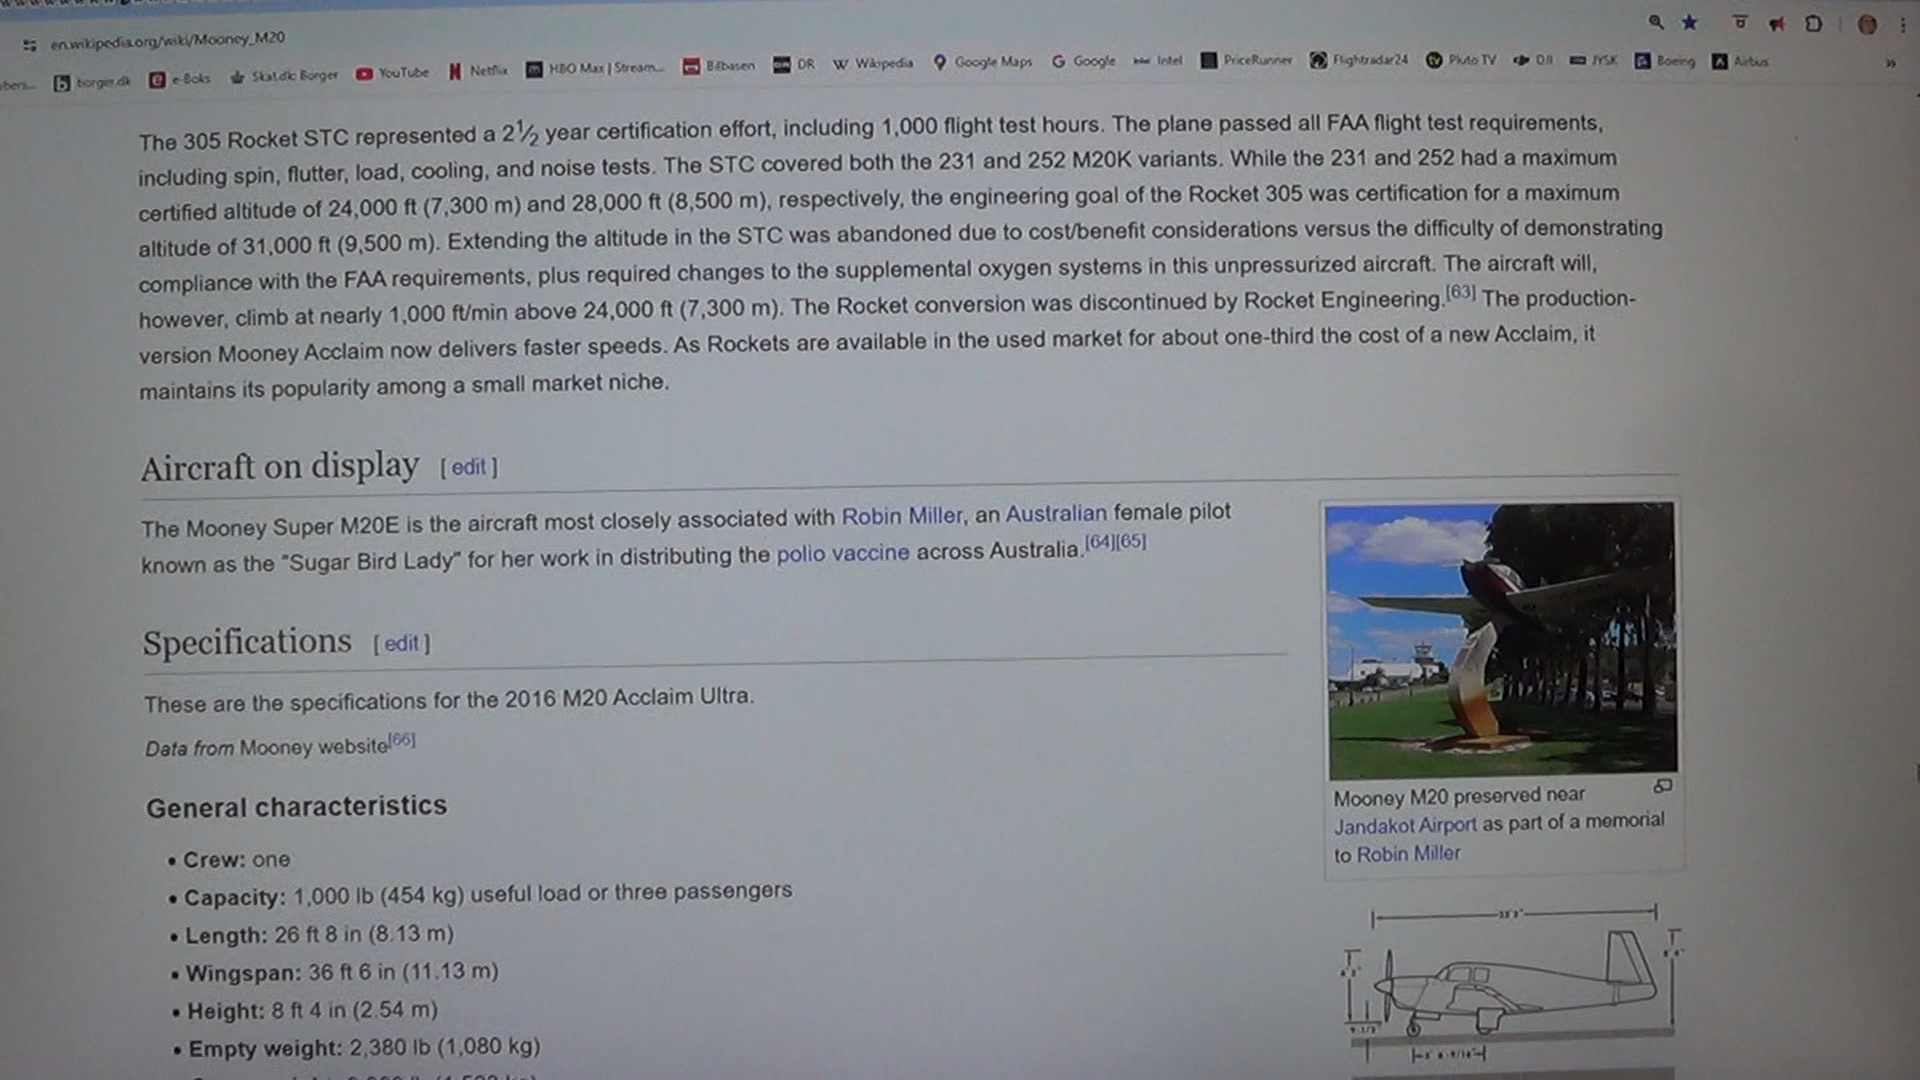 en.wikipedia.org/wiki/Mooney_M20
borger.dk e-Boks Skat.dk: Borger YouTube Netflix HBO Max | Stream... Bilbasen DR Wikipedia Google Maps Google Intel PriceRunner Flightradar24 Pluto TV DJI JYSK Boeing Airbus »
The 305 Rocket STC represented a 2½ year certification effort, including 1,000 flight test hours. The plane passed all FAA flight test requirements,
including spin, flutter, load, cooling, and noise tests. The STC covered both the 231 and 252 M20K variants. While the 231 and 252 had a maximum
certified altitude of 24,000 ft (7,300 m) and 28,000 ft (8,500 m), respectively, the engineering goal of the Rocket 305 was certification for a maximum
altitude of 31,000 ft (9,500 m). Extending the altitude in the STC was abandoned due to cost/benefit considerations versus the difficulty of demonstrating
compliance with the FAA requirements, plus required changes to the supplemental oxygen systems in this unpressurized aircraft. The aircraft will,
however, climb at nearly 1,000 ft/min above 24,000 ft (7,300 m). The Rocket conversion was discontinued by Rocket Engineering.[63] The production-
version Mooney Acclaim now delivers faster speeds. As Rockets are available in the used market for about one-third the cost of a new Acclaim, it
maintains its popularity among a small market niche.
Aircraft on display [ edit ]
The Mooney Super M20E is the aircraft most closely associated with Robin Miller, an Australian female pilot
known as the "Sugar Bird Lady" for her work in distributing the polio vaccine across Australia.[64][65]
Specifications [ edit ]
These are the specifications for the 2016 M20 Acclaim Ultra.
Data from Mooney website[66]
General characteristics
• Crew: one
• Capacity: 1,000 lb (454 kg) useful load or three passengers
• Length: 26 ft 8 in (8.13 m)
• Wingspan: 36 ft 6 in (11.13 m)
• Height: 8 ft 4 in (2.54 m)
• Empty weight: 2,380 lb (1,080 kg)
Mooney M20 preserved near
Jandakot Airport as part of a memorial
to Robin Miller